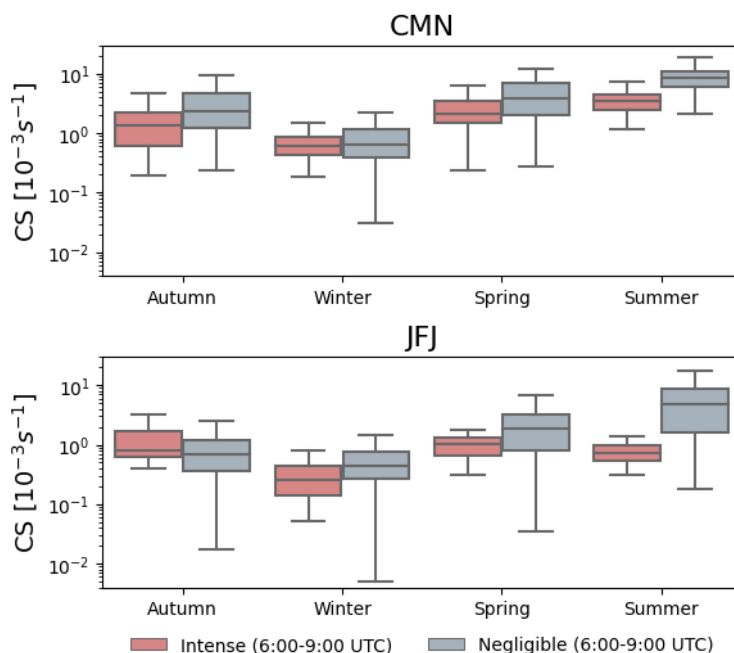 CMN
CS [10⁻³s⁻¹]
10¹
10⁰
10⁻¹
10⁻²
Autumn Winter Spring Summer
JFJ
CS [10⁻³s⁻¹]
10¹
10⁰
10⁻¹
10⁻²
Autumn Winter Spring Summer
Intense (6:00-9:00 UTC) Negligible (6:00-9:00 UTC)